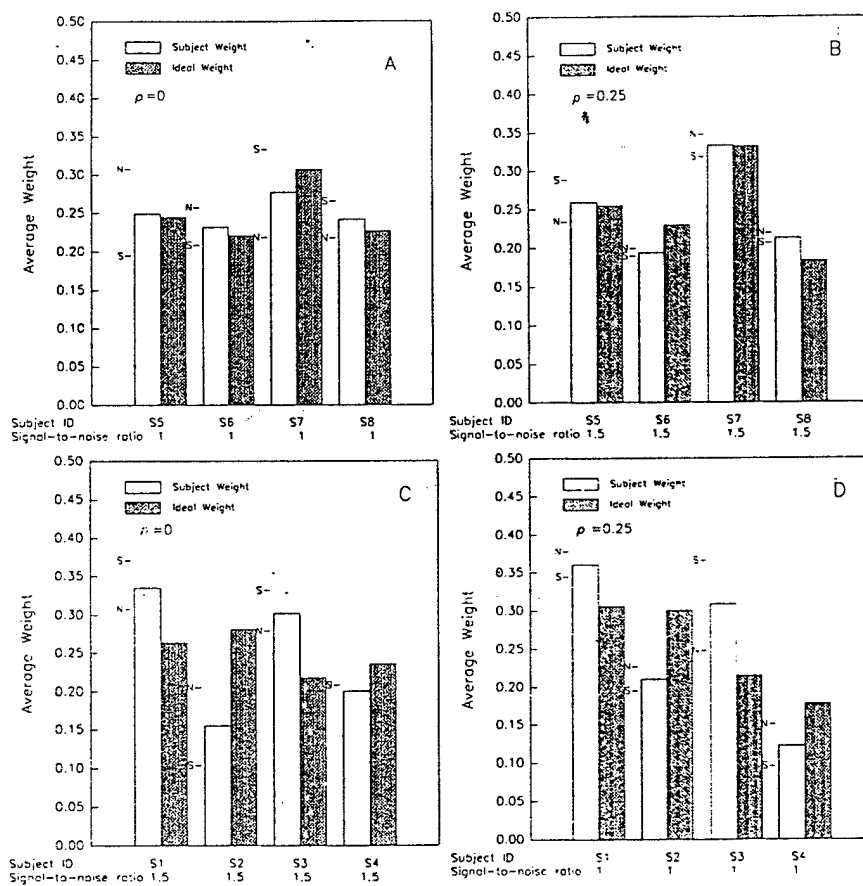 A
Subject Weight
Ideal Weight
ρ=0
0.50
0.45
0.40
0.35
0.30
0.25
0.20
0.15
0.10
0.05
0.00
Average Weight
N-
S-
N-
S-
S-
N-
S-
N-
Subject ID S5 S6 S7 S8
Signal-to-noise ratio 1 1 1 1
B
Subject Weight
Ideal Weight
ρ=0.25
0.50
0.45
0.40
0.35
0.30
0.25
0.20
0.15
0.10
0.05
0.00
Average Weight
S-
N-
N-
S-
N-
S-
N-
S-
Subject ID S5 S6 S7 S8
Signal-to-noise ratio 1.5 1.5 1.5 1.5
C
Subject Weight
Ideal Weight
ρ=0
0.50
0.45
0.40
0.35
0.30
0.25
0.20
0.15
0.10
0.05
0.00
Average Weight
S-
N-
N-
S-
S-
N-
S-
Subject ID S1 S2 S3 S4
Signal-to-noise ratio 1.5 1.5 1.5 1.5
D
Subject Weight
Ideal Weight
ρ=0.25
0.50
0.45
0.40
0.35
0.30
0.25
0.20
0.15
0.10
0.05
0.00
Average Weight
N-
S-
N-
S-
S-
N-
N-
S-
Subject ID S1 S2 S3 S4
Signal-to-noise ratio 1 1 1 1